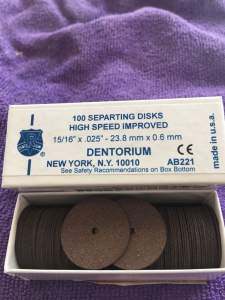 100 SEPARTING DISKS
HIGH SPEED IMPROVED
15/16" x .025" - 23.8 mm x 0.6 mm
DENTORIUM
NEW YORK, N.Y. 10010
CE
AB221
See Safety Recommendations on Box Bottom
made in u.s.a.